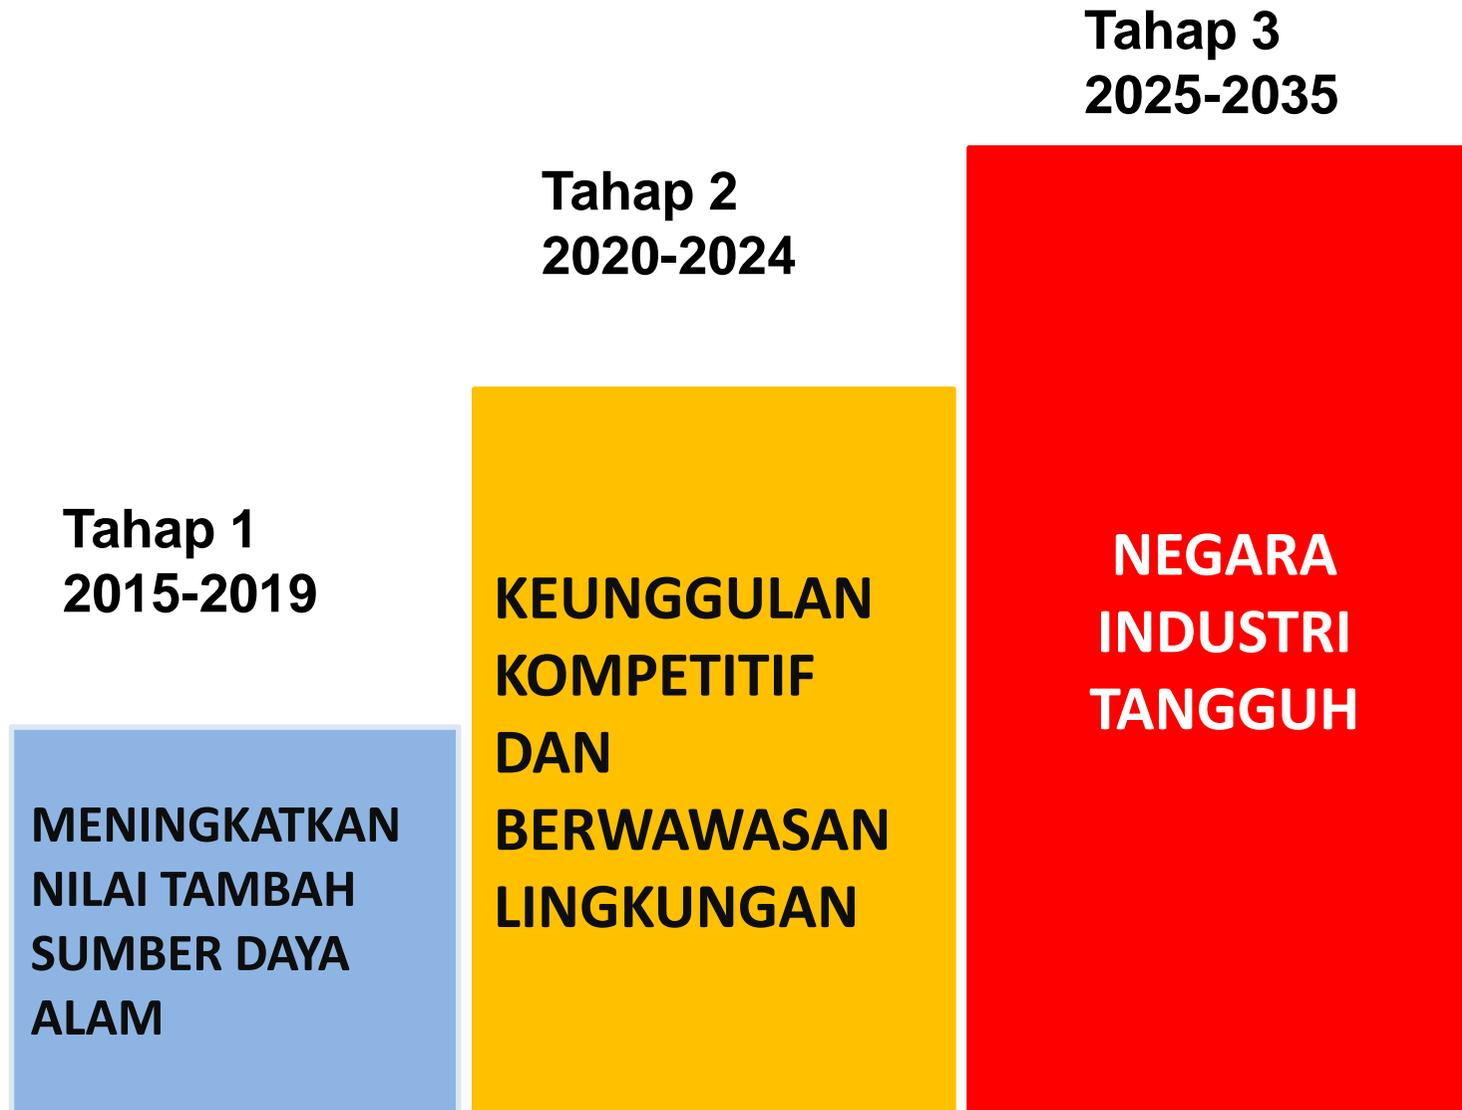 Tahap 1
2015-2019
MENINGKATKAN
NILAI TAMBAH
SUMBER DAYA
ALAM
Tahap 2
2020-2024
KEUNGGULAN
KOMPETITIF
DAN
BERWAWASAN
LINGKUNGAN
Tahap 3
2025-2035
NEGARA
INDUSTRI
TANGGUH